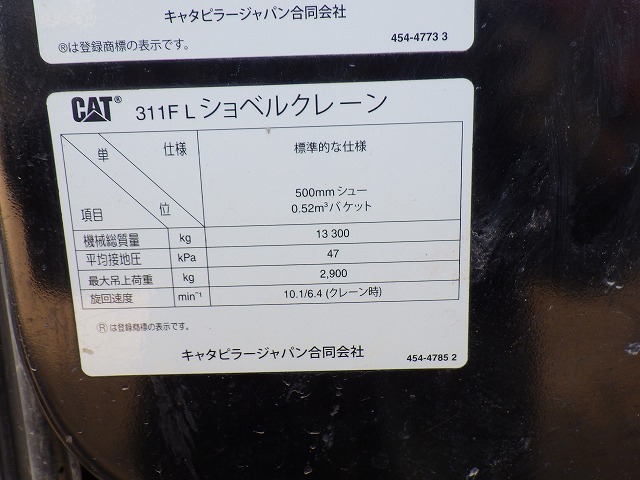 キャタピラージャパン合同会社
®は登録商標の表示です。
454-4773 3
CAT® 311F L ショベルクレーン
単 仕様 標準的な仕様
500mm シュー
項目 位 0.52m³バケット
機械総質量 kg 13 300
平均接地圧 kPa 47
最大吊上荷重 kg 2,900
旋回速度 min⁻¹ 10.1/6.4 (クレーン時)
®は登録商標の表示です。
キャタピラージャパン合同会社
454-4785 2